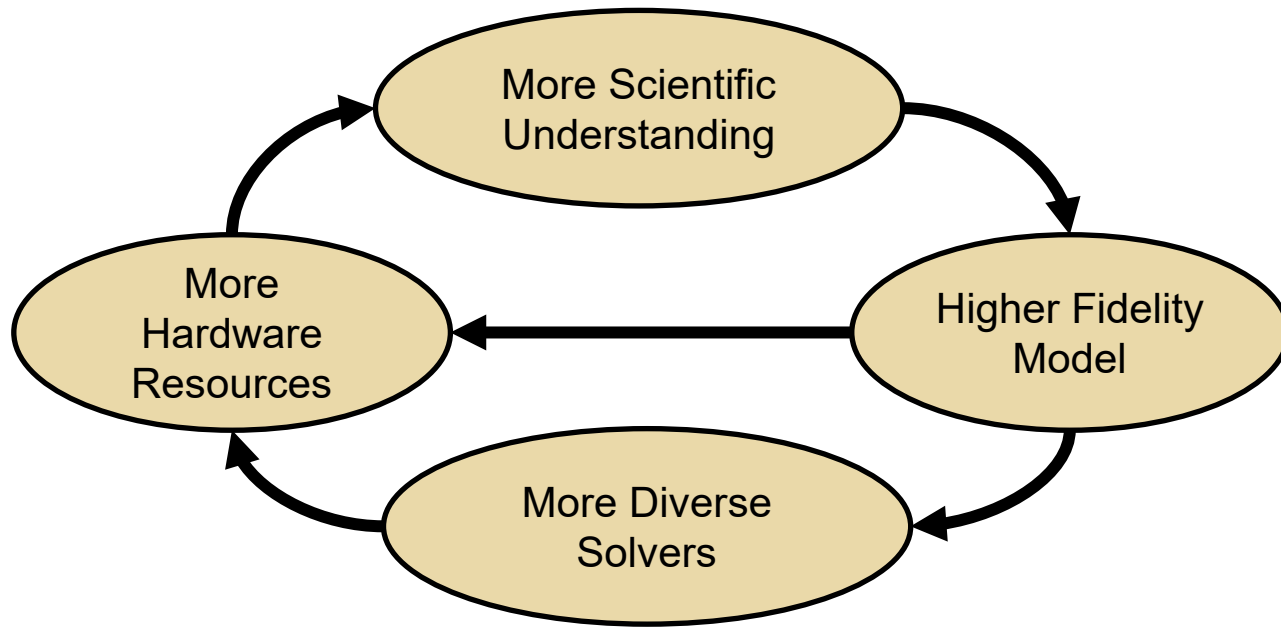 More Scientific
Understanding
More
Hardware
Resources
Higher Fidelity
Model
More Diverse
Solvers